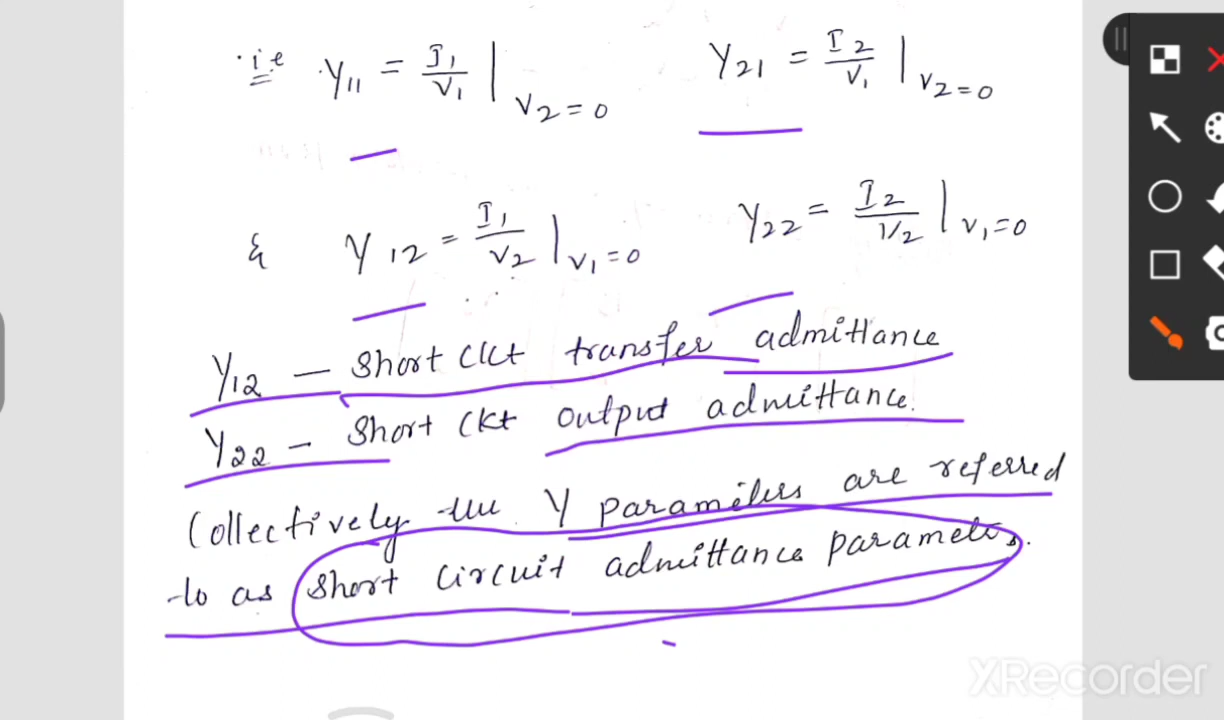 i.e Y11 = I1/V1 | V2=0 Y21 = I2/V1 | V2=0
& Y12 = I1/V2 | V1=0 Y22 = I2/V2 | V1=0
Y12 — Short Ckt transfer admittance
Y22 — Short Ckt output admittance.
Collectively the Y parameters are referred
to as short circuit admittance parameters.
XRecorder